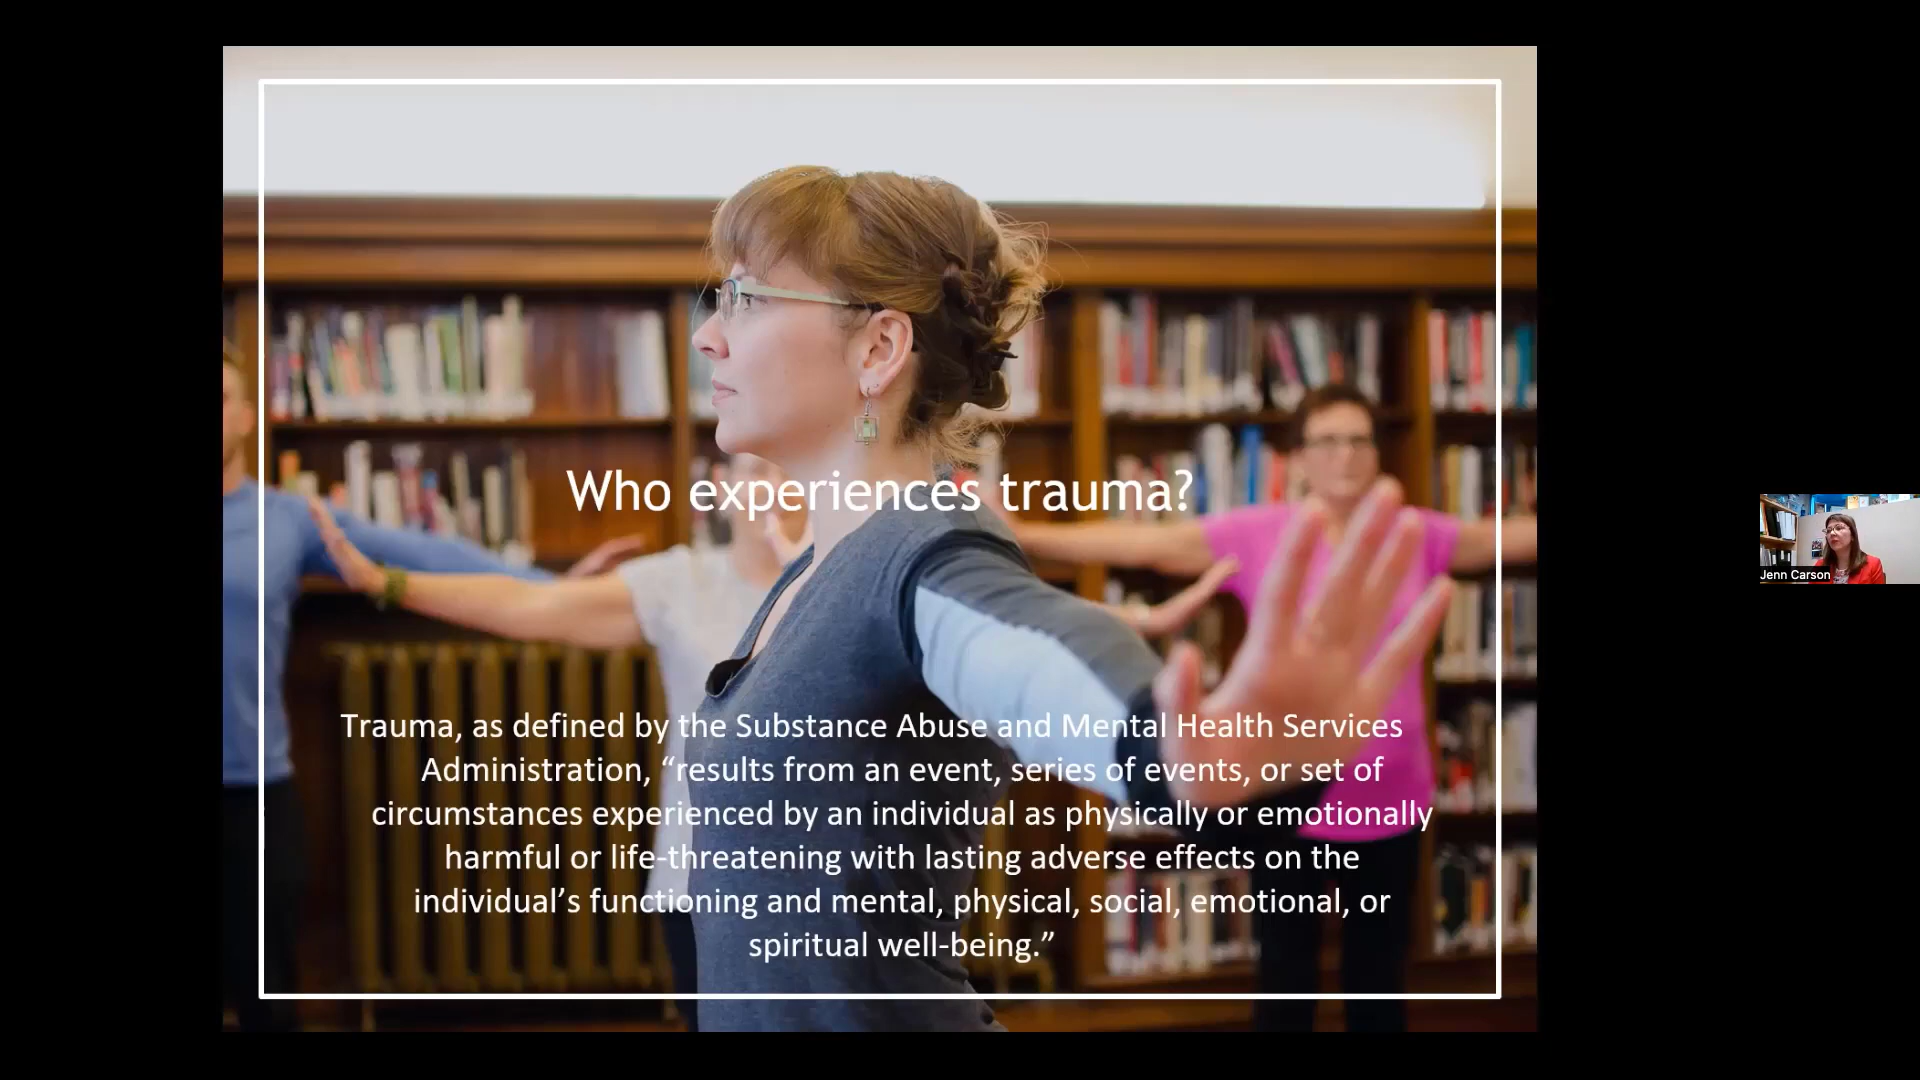 Who experiences trauma?
Trauma, as defined by the Substance Abuse and Mental Health Services
Administration, “results from an event, series of events, or set of
circumstances experienced by an individual as physically or emotionally
harmful or life-threatening with lasting adverse effects on the
individual’s functioning and mental, physical, social, emotional, or
spiritual well-being.”
Jenn Carson